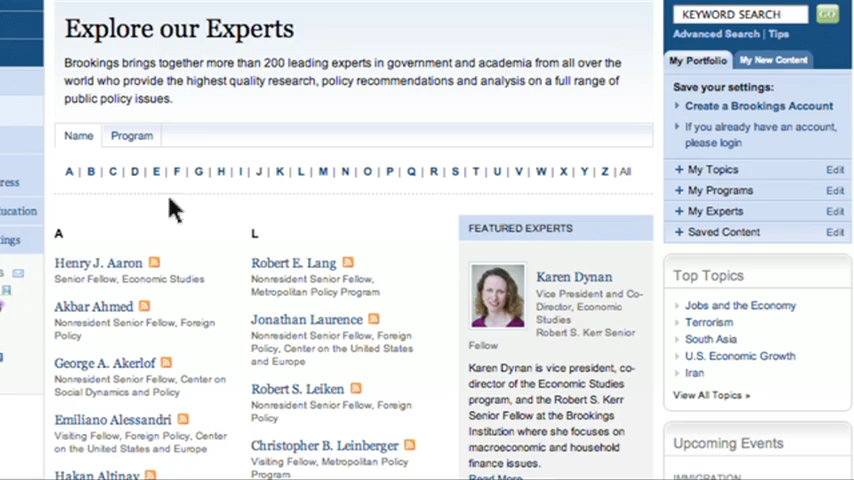 Explore our Experts
Brookings brings together more than 200 leading experts in government and academia from all over the
world who provide the highest quality research, policy recommendations and analysis on a full range of
public policy issues.
Name Program
A | B | C | D | E | F | G | H | I | J | K | L | M | N | O | P | Q | R | S | T | U | V | W | X | Y | Z | All
A
Henry J. Aaron
Senior Fellow, Economic Studies
Akbar Ahmed
Nonresident Senior Fellow, Foreign
Policy
George A. Akerlof
Nonresident Senior Fellow, Center on
Social Dynamics and Policy
Emiliano Alessandri
Visiting Fellow, Foreign Policy, Center
on the United States and Europe
Hakan Altinay
L
Robert E. Lang
Nonresident Senior Fellow,
Metropolitan Policy Program
Jonathan Laurence
Nonresident Senior Fellow, Foreign
Policy, Center on the United States
and Europe
Robert S. Leiken
Nonresident Senior Fellow, Foreign
Policy
Christopher B. Leinberger
Visiting Fellow, Metropolitan Policy
Program
FEATURED EXPERTS
Karen Dynan
Vice President and Co-
Director, Economic
Studies
Robert S. Kerr Senior
Fellow
Karen Dynan is vice president, co-
director of the Economic Studies
program, and the Robert S. Kerr
Senior Fellow at the Brookings
Institution where she focuses on
macroeconomic and household
finance issues.
Read More
KEYWORD SEARCH GO
Advanced Search | Tips
My Portfolio My New Content
Save your settings:
Create a Brookings Account
If you already have an account,
please login
+ My Topics Edit
+ My Programs Edit
+ My Experts Edit
+ Saved Content Edit
Top Topics
Jobs and the Economy
Terrorism
South Asia
U.S. Economic Growth
Iran
View All Topics »
Upcoming Events
IMMIGRATION
ress
ucation
ings
s